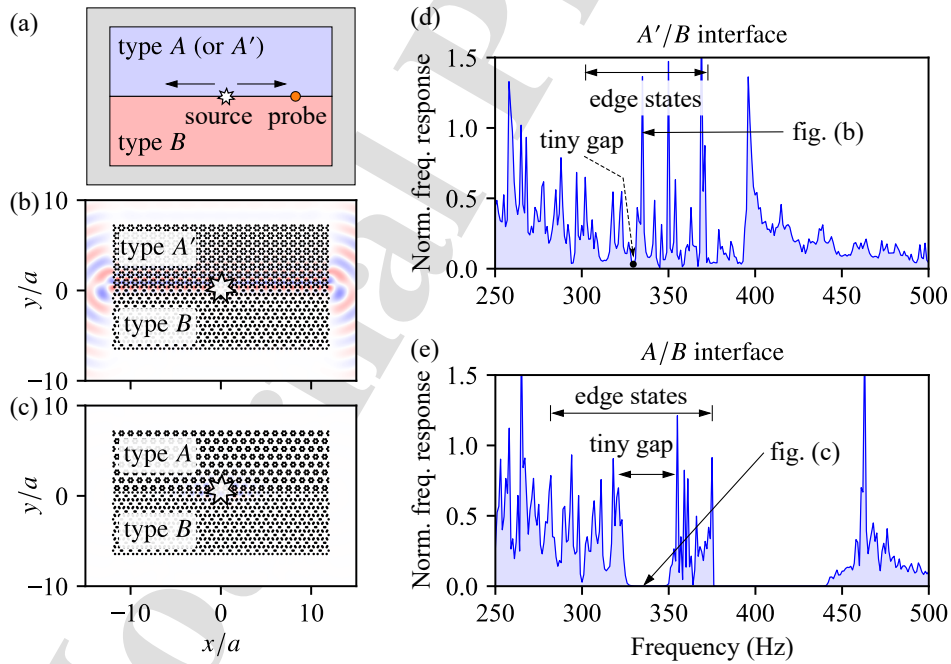 (a)
type A (or A′)
source
probe
type B
(b)
10
type A′
y/a
0
type B
−10
(c)
10
type A
y/a
0
type B
−10
−10
0
10
x/a
(d)
A′/B interface
1.5
edge states
Norm. freq. response
1.0
tiny gap
fig. (b)
0.5
0.0
250
300
350
400
450
500
(e)
A/B interface
1.5
edge states
Norm. freq. response
tiny gap
1.0
fig. (c)
0.5
0.0
250
300
350
400
450
500
Frequency (Hz)